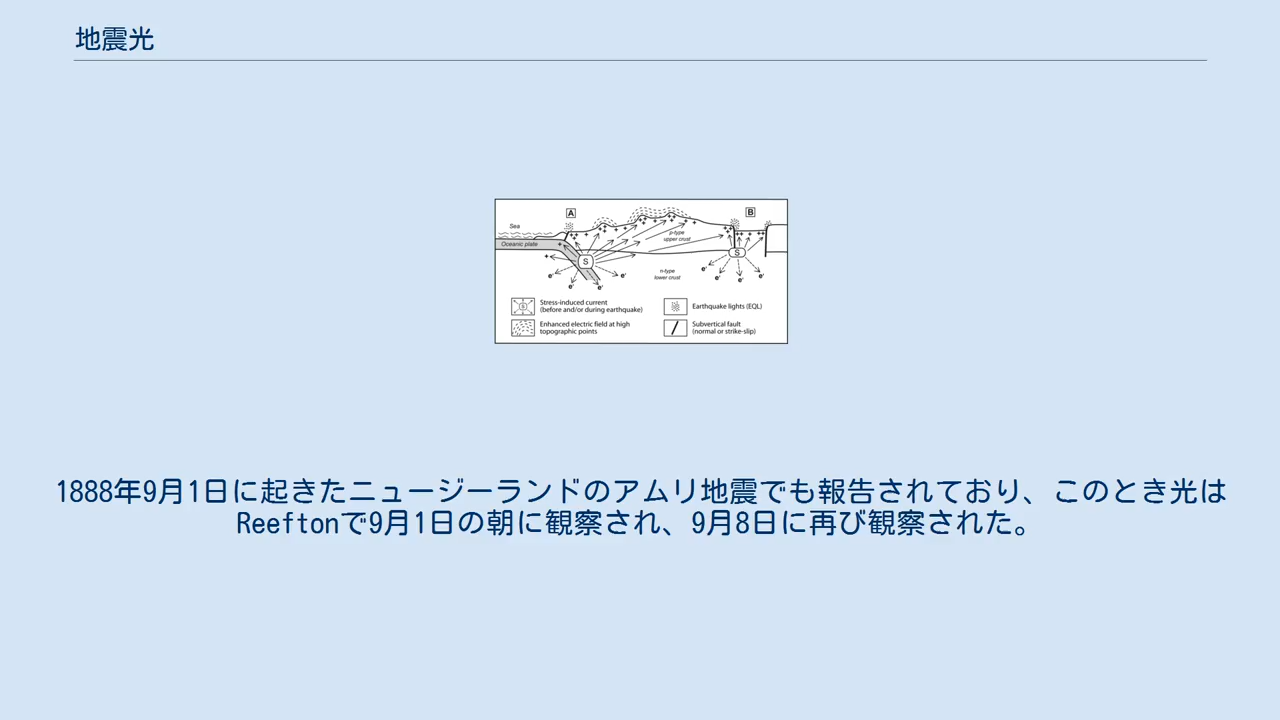 地震光
A
B
Sea
Oceanic plate
p-type
upper crust
n-type
lower crust
S
S
+
e'
e'
e'
e'
e'
e'
e'
e'
Stress-induced current
(before and/or during earthquake)
S
Enhanced electric field at high
topographic points
Earthquake lights (EQL)
Subvertical fault
(normal or strike-slip)
1888年9月1日に起きたニュージーランドのアムリ地震でも報告されており、このとき光は
Reeftonで9月1日の朝に観察され、9月8日に再び観察された。